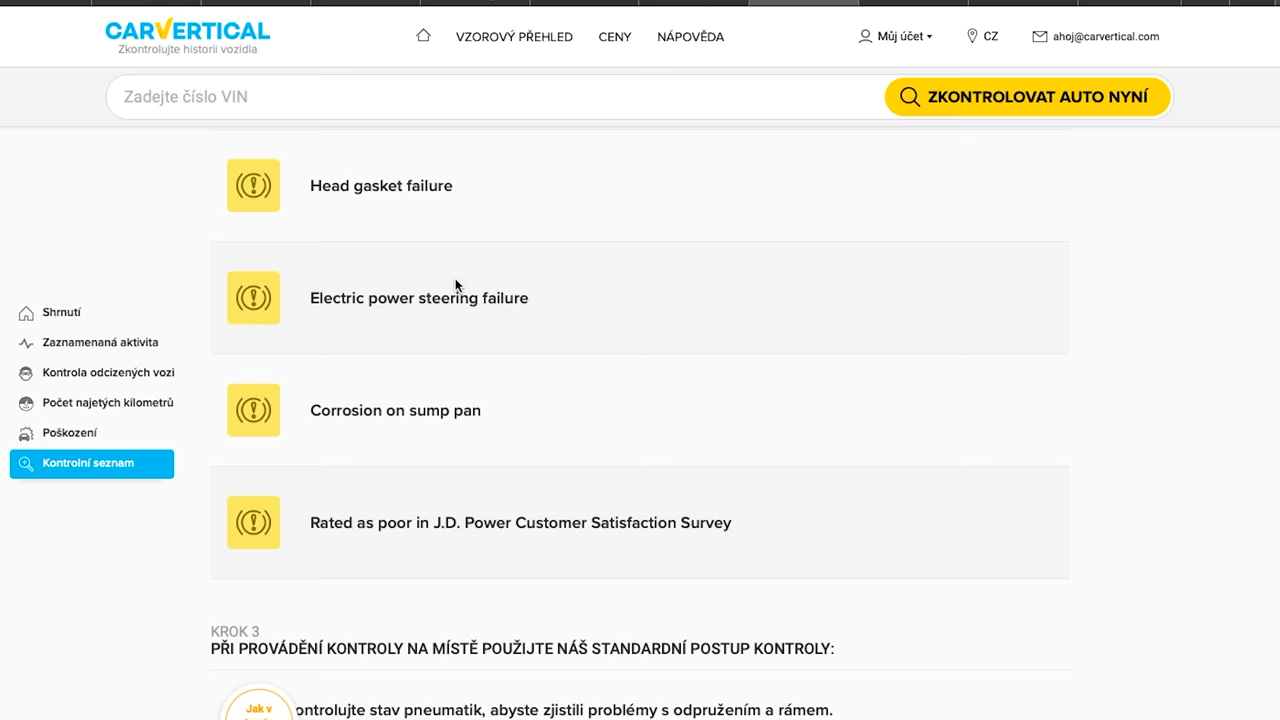 CARVERTICAL
Zkontrolujte historii vozidla
VZOROVÝ PŘEHLED
CENY
NÁPOVĚDA
Můj účet
CZ
ahoj@carvertical.com
Zadejte číslo VIN
ZKONTROLOVAT AUTO NYNÍ
Head gasket failure
Electric power steering failure
Corrosion on sump pan
Rated as poor in J.D. Power Customer Satisfaction Survey
Shrnutí
Zaznamenaná aktivita
Kontrola odcizených vozi
Počet najetých kilometrů
Poškození
Kontrolní seznam
KROK 3
PŘI PROVÁDĚNÍ KONTROLY NA MÍSTĚ POUŽIJTE NÁŠ STANDARDNÍ POSTUP KONTROLY:
Jak v
ontrolujte stav pneumatik, abyste zjistili problémy s odpružením a rámem.